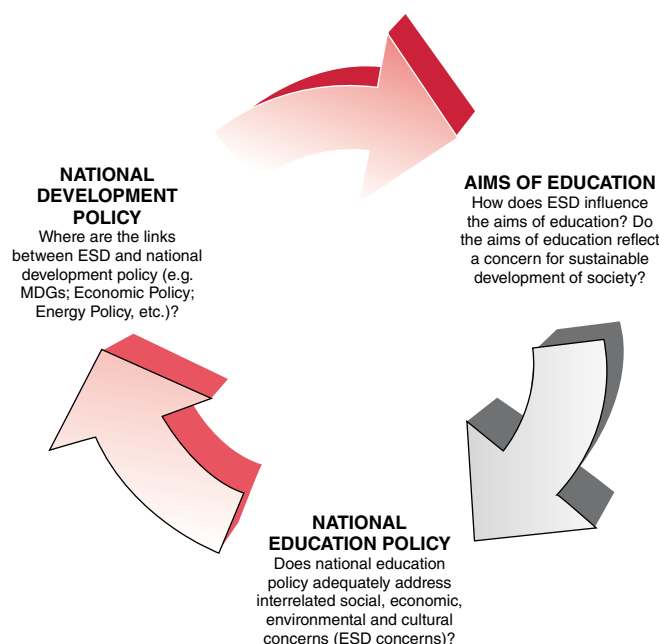 NATIONAL
DEVELOPMENT
POLICY
Where are the links
between ESD and national
development policy (e.g.
MDGs; Economic Policy;
Energy Policy, etc.)?
AIMS OF EDUCATION
How does ESD influence
the aims of education? Do
the aims of education reflect
a concern for sustainable
development of society?
NATIONAL
EDUCATION POLICY
Does national education
policy adequately address
interrelated social, economic,
environmental and cultural
concerns (ESD concerns)?